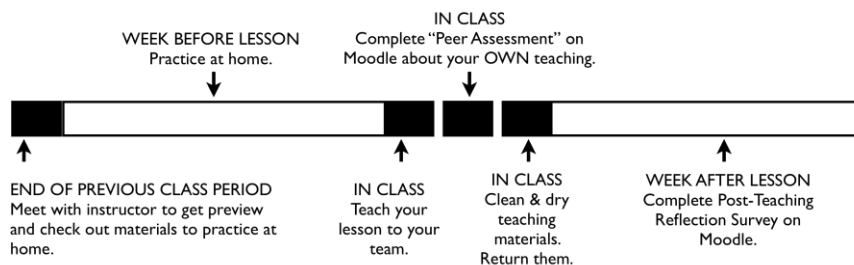 WEEK BEFORE LESSON
Practice at home.
IN CLASS
Complete “Peer Assessment” on
Moodle about your OWN teaching.
END OF PREVIOUS CLASS PERIOD
Meet with instructor to get preview
and check out materials to practice at
home.
IN CLASS
Teach your
lesson to your
team.
IN CLASS
Clean & dry
teaching
materials.
Return them.
WEEK AFTER LESSON
Complete Post-Teaching
Reflection Survey on
Moodle.